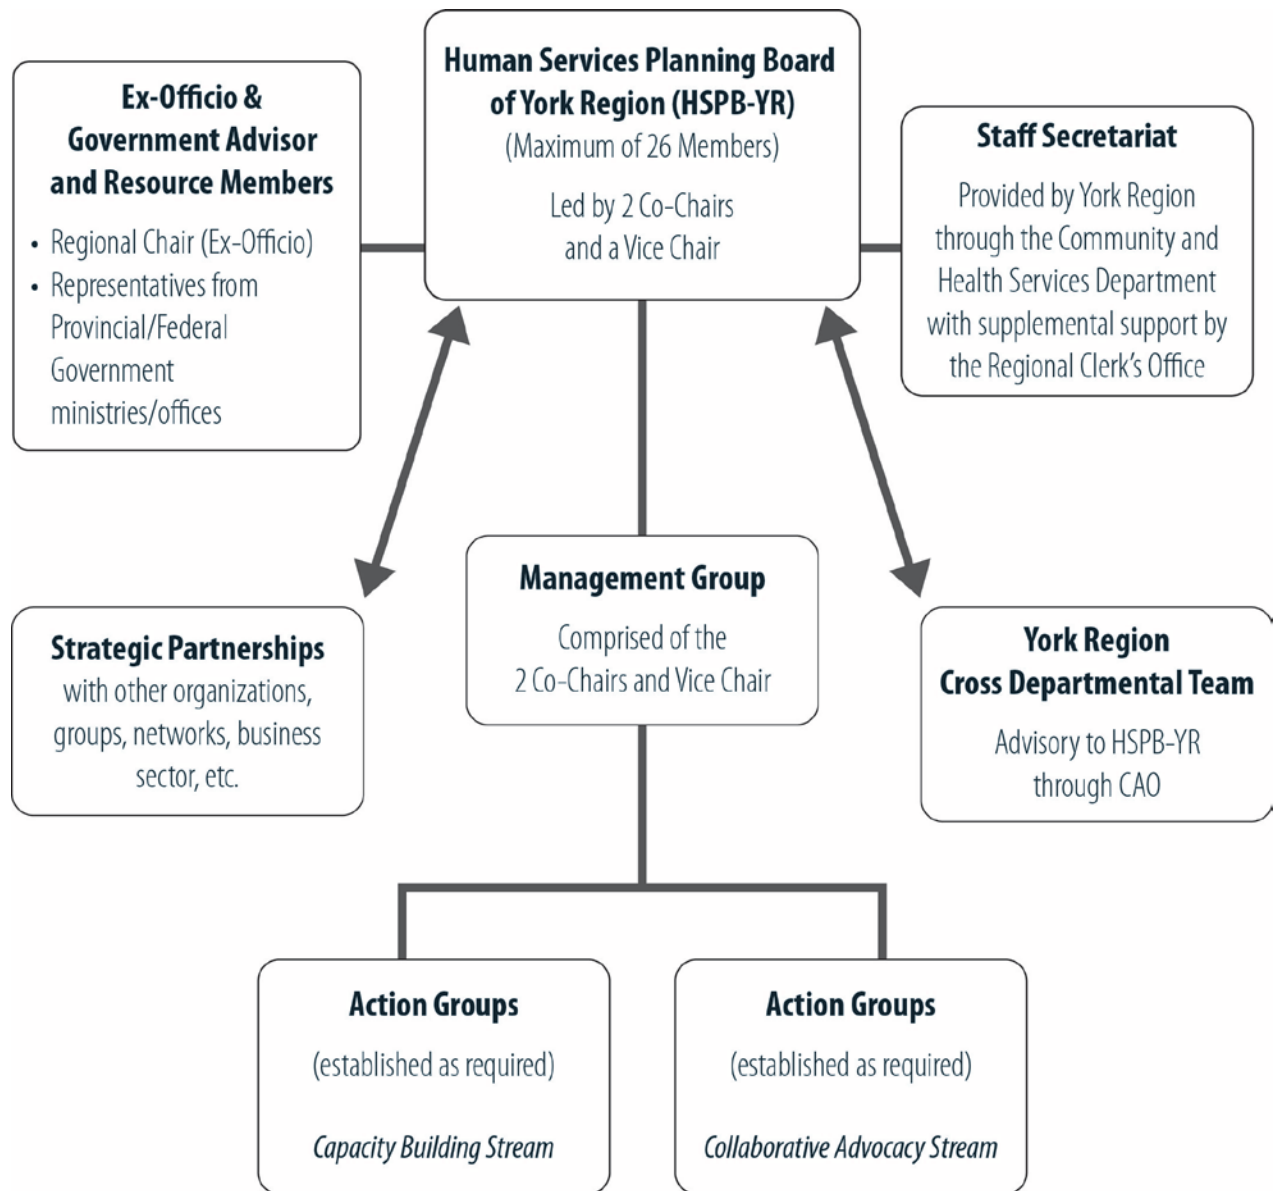 Human Services Planning Board
of York Region (HSPB-YR)
(Maximum of 26 Members)
Led by 2 Co-Chairs
and a Vice Chair
Ex-Officio &
Government Advisor
and Resource Members
• Regional Chair (Ex-Officio)
• Representatives from
Provincial/Federal
Government
ministries/offices
Staff Secretariat
Provided by York Region
through the Community and
Health Services Department
with supplemental support by
the Regional Clerk's Office
Management Group
Comprised of the
2 Co-Chairs and Vice Chair
Strategic Partnerships
with other organizations,
groups, networks, business
sector, etc.
York Region
Cross Departmental Team
Advisory to HSPB-YR
through CAO
Action Groups
(established as required)
Capacity Building Stream
Action Groups
(established as required)
Collaborative Advocacy Stream